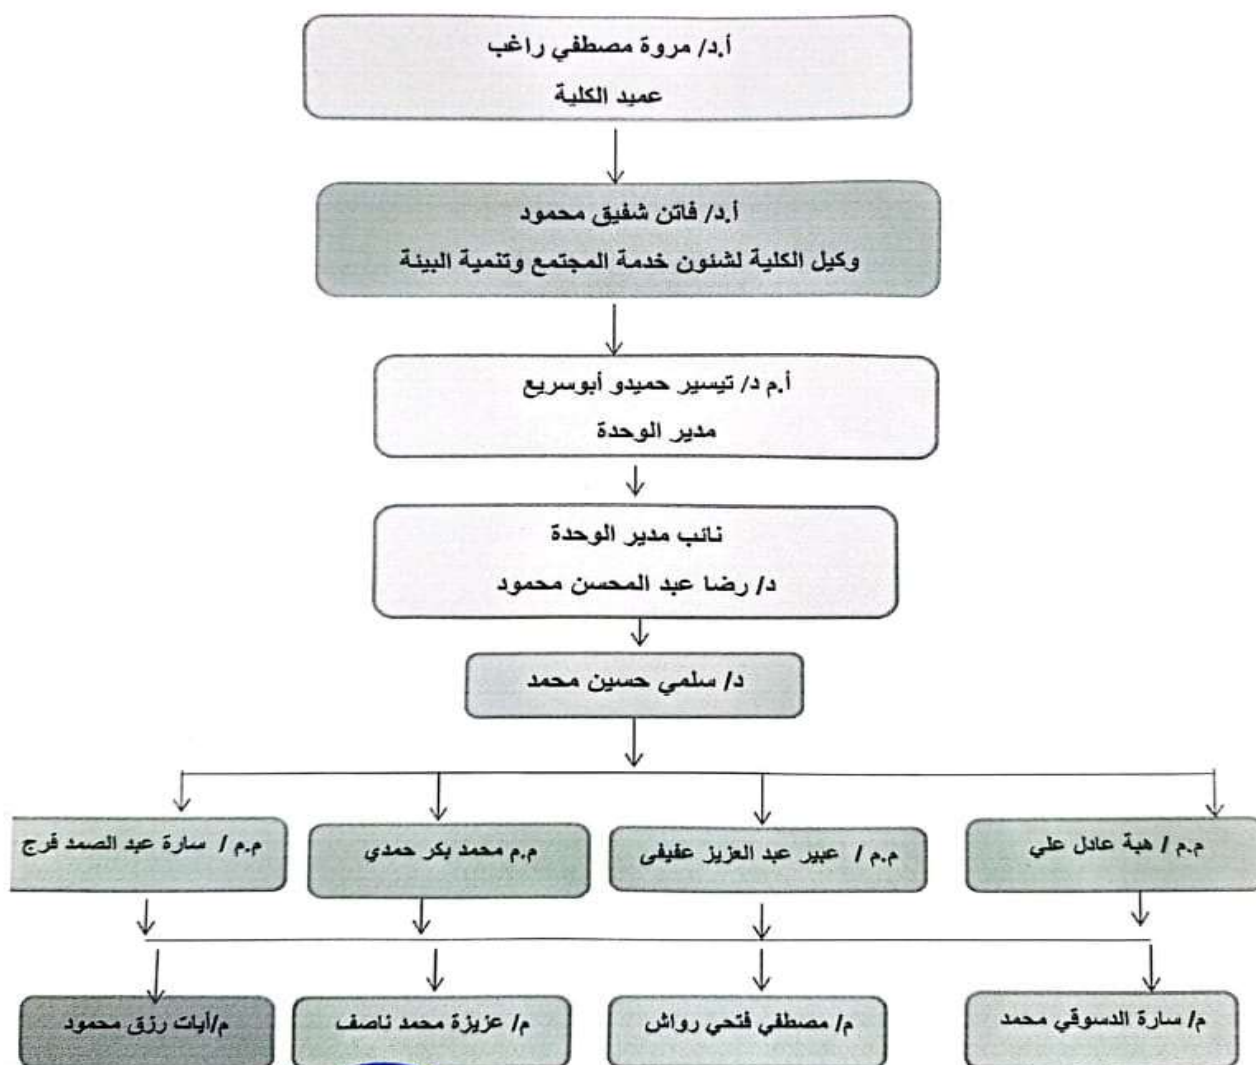 أ.د/ مروة مصطفي راغب
عميد الكلية
أ.د/ فاتن شفيق محمود
وكيل الكلية لشئون خدمة المجتمع وتنمية البيئة
أ.م د/ تيسير حميدو أبوسريع
مدير الوحدة
نائب مدير الوحدة
د/ رضا عبد المحسن محمود
د/ سلمي حسين محمد
م.م / هبة عادل علي
م.م / عبير عبد العزيز عفيفى
م.م محمد بكر حمدي
م.م / سارة عبد الصمد فرج
م/ سارة الدسوقي محمد
م/ مصطفي فتحي رواش
م/ عزيزة محمد ناصف
م/أيات رزق محمود